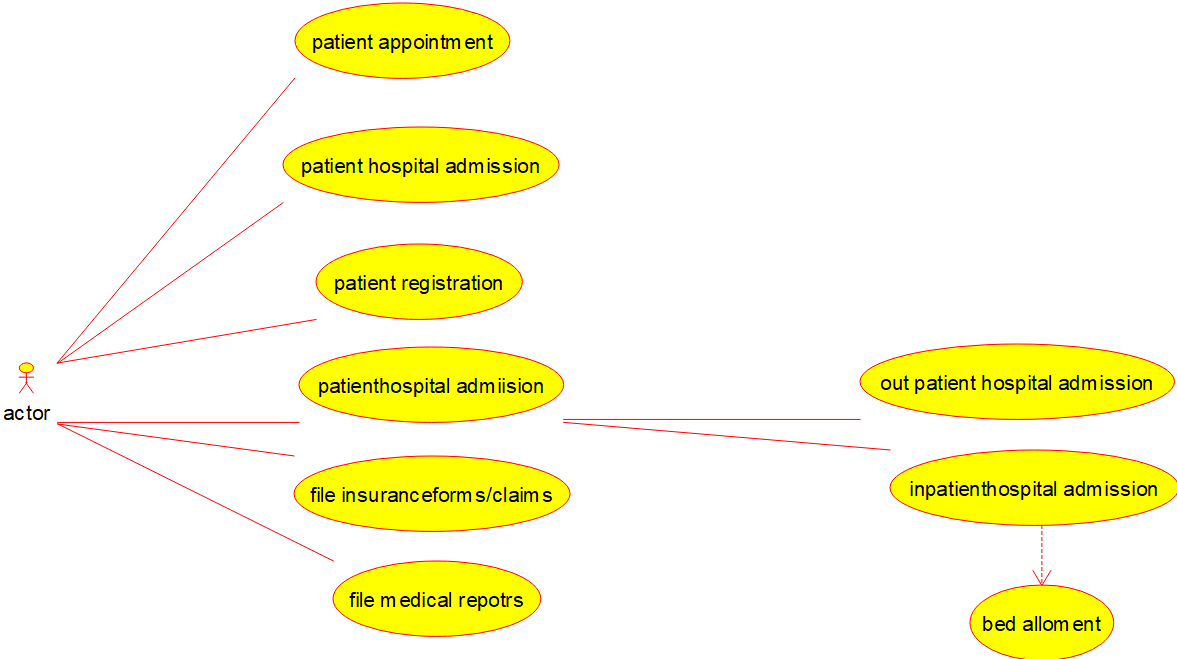 patient appointment
patient hospital admission
patient registration
actor
patienthospital admiision
out patient hospital admission
file insuranceforms/claims
inpatienthospital admission
file medical repotrs
bed alloment